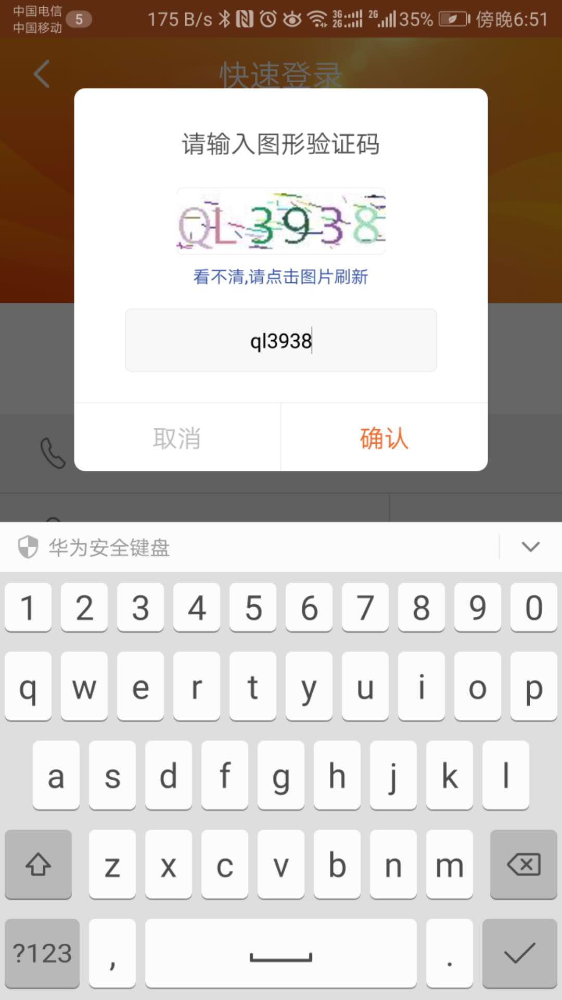 中国电信
中国移动
5
175 B/s 3G 2G 2G 35% 傍晚6:51
快速登录
请输入图形验证码
QL3938
看不清,请点击图片刷新
ql3938
取消 确认
华为安全键盘
1 2 3 4 5 6 7 8 9 0
q w e r t y u i o p
a s d f g h j k l
z x c v b n m
?123 , .